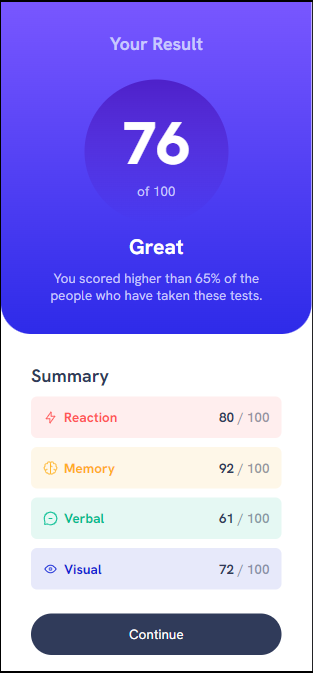 Your Result
76
of 100
Great
You scored higher than 65% of the
people who have taken these tests.
Summary
Reaction 80 / 100
Memory 92 / 100
Verbal 61 / 100
Visual 72 / 100
Continue